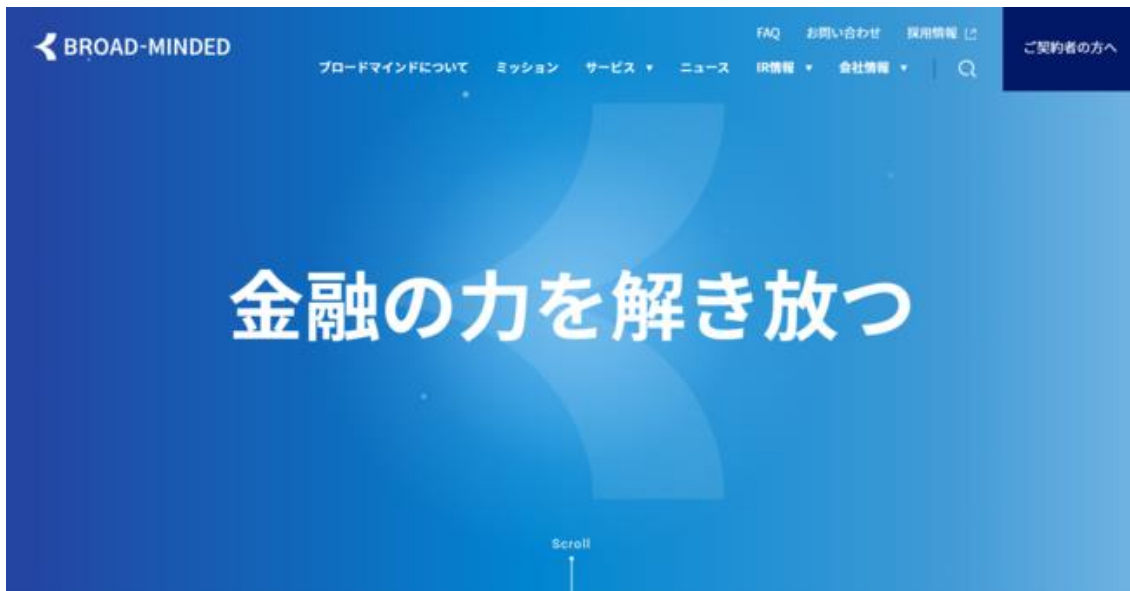 BROAD-MINDED
FAQ お問い合わせ 採用情報
ブロードマインドについて ミッション サービス ▼ ニュース IR情報 ▼ 会社情報 ▼
ご契約者の方へ
金融の力を解き放つ
Scroll